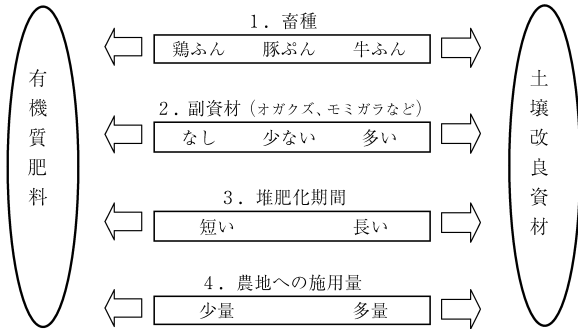 有機質肥料
1．畜種
鶏ふん 豚ぷん 牛ふん
2．副資材（オガクズ、モミガラなど）
なし 少ない 多い
3．堆肥化期間
短い 長い
4．農地への施用量
少量 多量
土壌改良資材